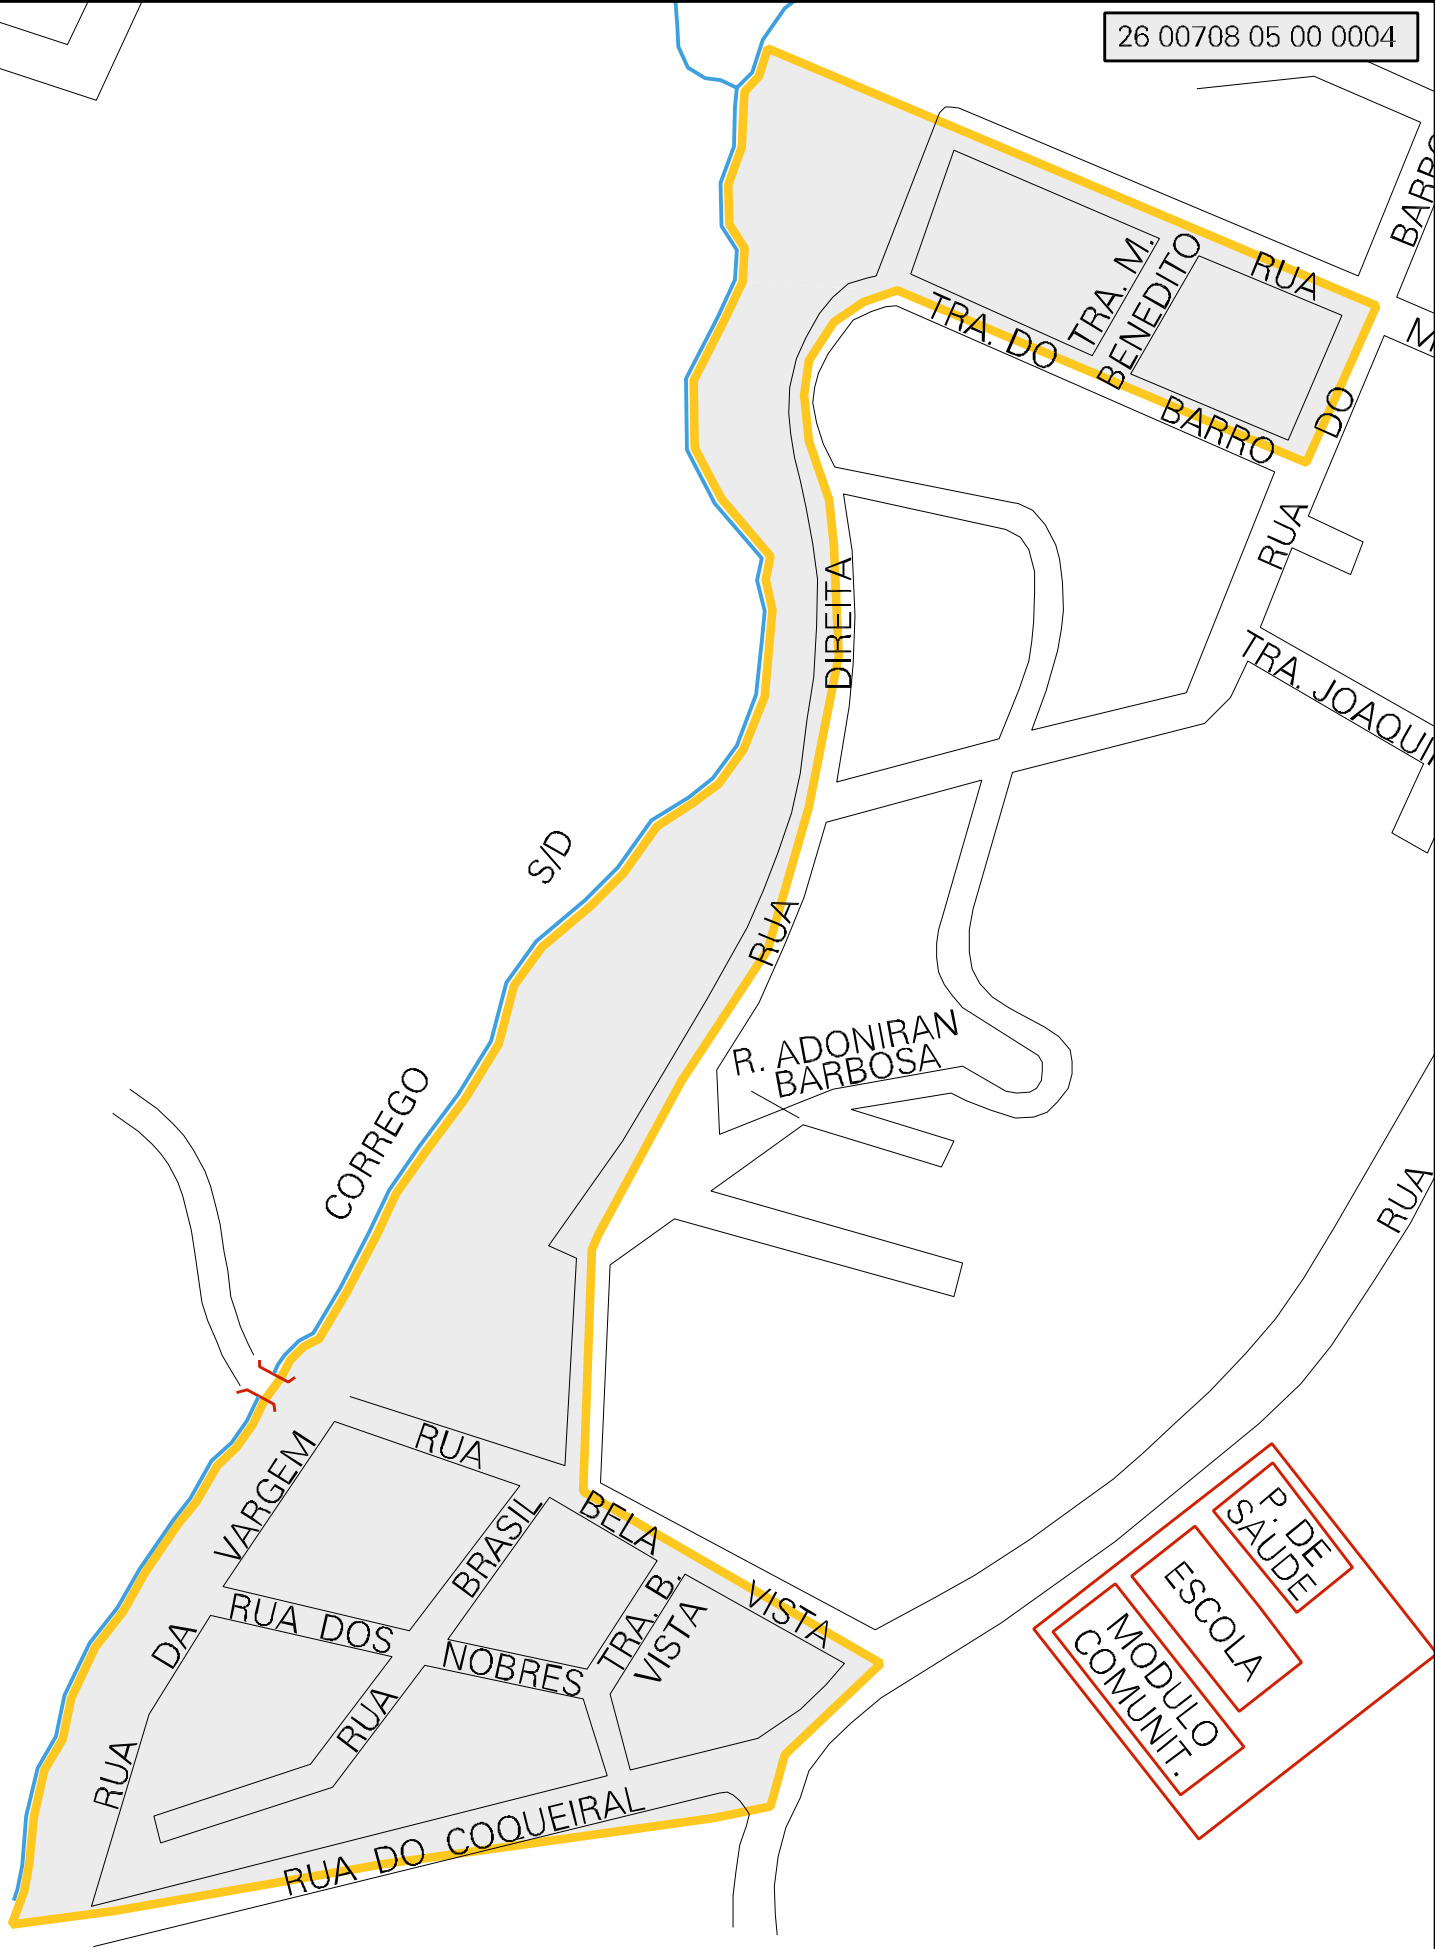 26 00708 05 00 0004
RUA
TRA. M.
BENEDITO
TRA. DO
BARRO
DO
RUA
TRA.
DIREITA
RUA
S/D
CORREGO
R. ADONIRAN
BARBOSA
RUA
RUA
VARGEM
BRASIL
BELA
VISTA
TRA. B.
VISTA
RUA DOS
NOBRES
DA
RUA
RUA
RUA DO COQUEIRAL
P. DE
SAUDE
ESCOLA
MODULO
COMUNIT.